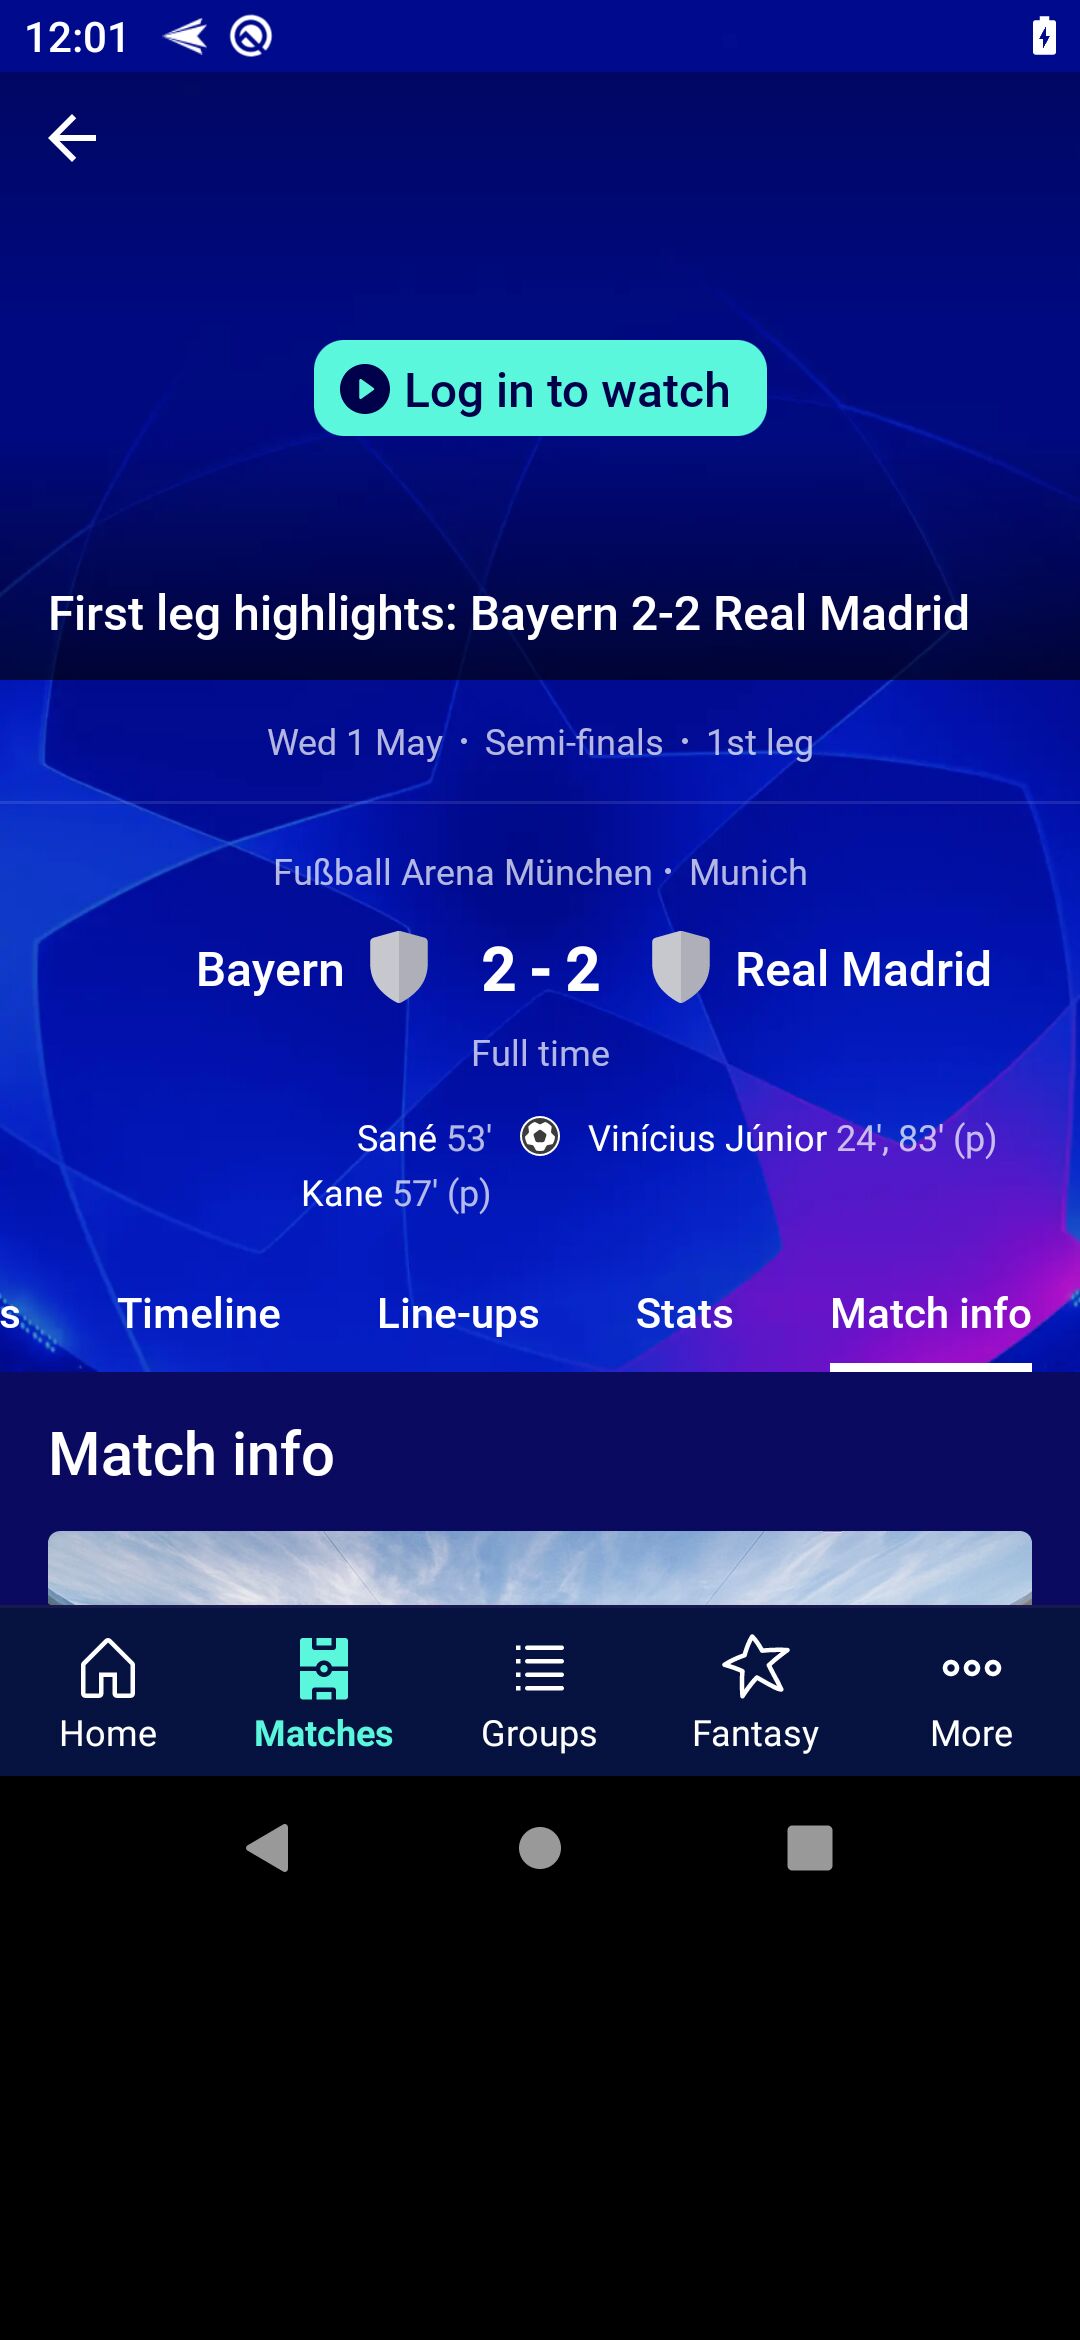 12:01
Log in to watch
First leg highlights: Bayern 2-2 Real Madrid
Wed 1 May · Semi-finals · 1st leg
Fußball Arena München · Munich
Bayern 2 - 2 Real Madrid
Full time
Sané 53' Vinícius Júnior 24', 83' (p)
Kane 57' (p)
s Timeline Line-ups Stats Match info
Match info
Home Matches Groups Fantasy More